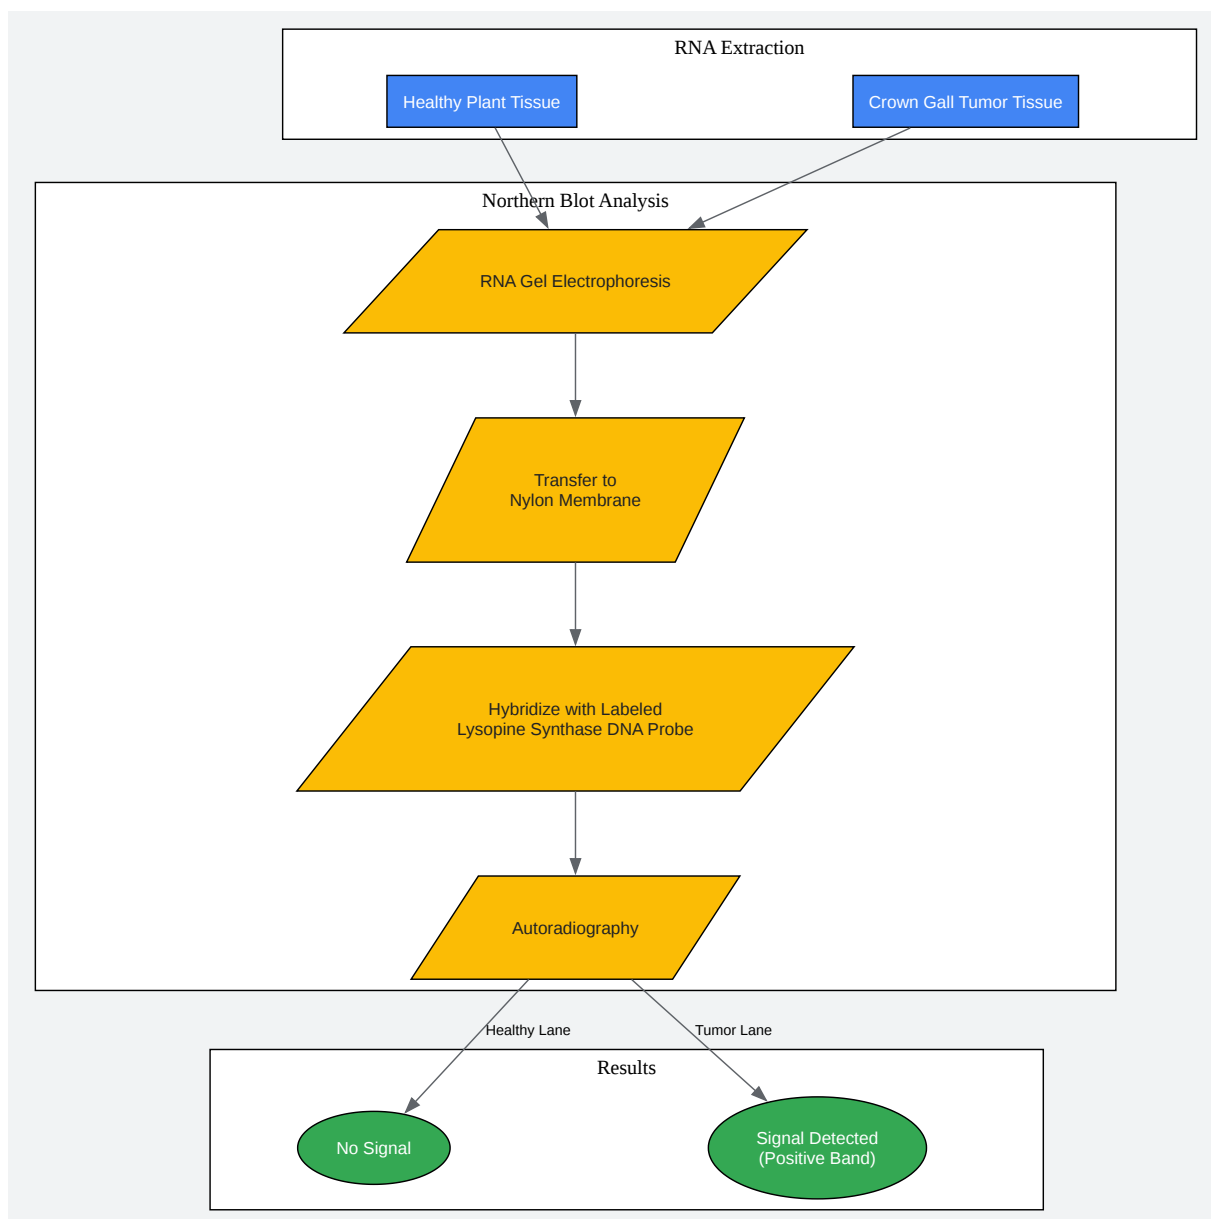 RNA Extraction
Healthy Plant Tissue
Crown Gall Tumor Tissue
Northern Blot Analysis
RNA Gel Electrophoresis
Transfer to
Nylon Membrane
Hybridize with Labeled
Lysopine Synthase DNA Probe
Autoradiography
Healthy Lane
Tumor Lane
Results
No Signal
Signal Detected
(Positive Band)